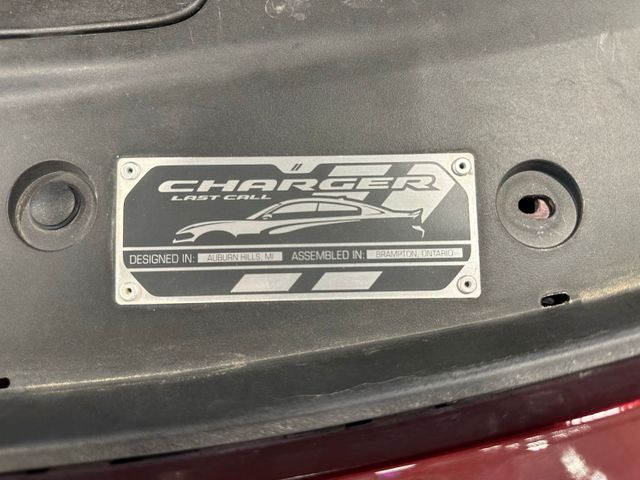 CHARGER
LAST CALL
DESIGNED IN: AUBURN HILLS, MI ASSEMBLED IN: BRAMPTON, ONTARIO